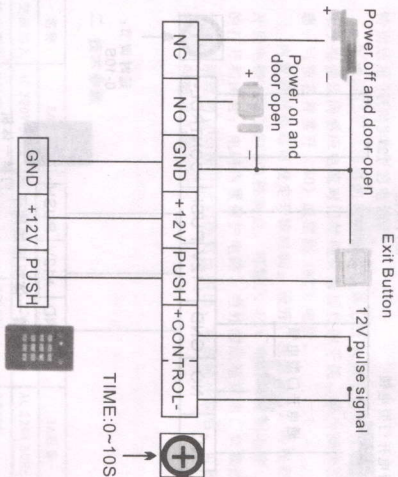 Power off and door open
+
-
Power on and
door open
+
-
Exit Button
12V pulse signal
NC
NO
GND
+12V
PUSH
+CONTROL-
GND
+12V
PUSH
TIME:0~10S